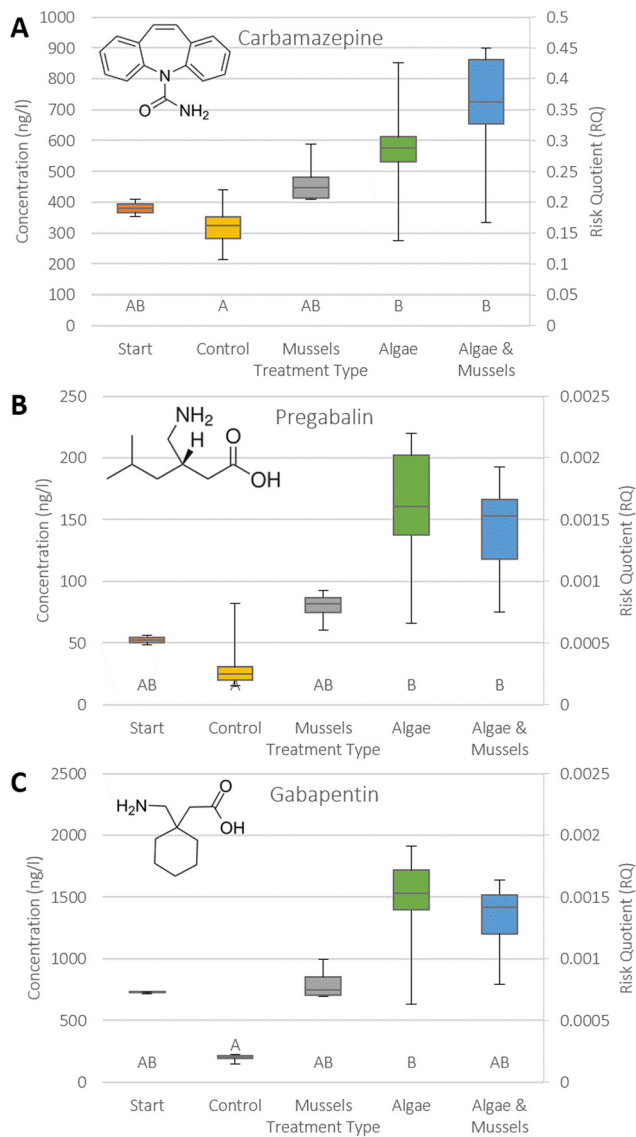 A
Carbamazepine
N
O
NH2
Concentration (ng/l)
1000
900
800
700
600
500
400
300
200
100
0
0.5
0.45
0.4
0.35
0.3
0.25
0.2
0.15
0.1
0.05
0
Risk Quotient (RQ)
AB A AB B B
Start Control Mussels Algae Algae &
Mussels
Treatment Type
B
Pregabalin
NH2
H
O
OH
Concentration (ng/l)
250
200
150
100
50
0
0.0025
0.002
0.0015
0.001
0.0005
0
Risk Quotient (RQ)
AB A AB B B
Start Control Mussels Algae Algae &
Mussels
Treatment Type
C
Gabapentin
H2N
O
OH
Concentration (ng/l)
2500
2000
1500
1000
500
0
0.0025
0.002
0.0015
0.001
0.0005
0
Risk Quotient (RQ)
AB A AB B AB
Start Control Mussels Algae Algae &
Mussels
Treatment Type